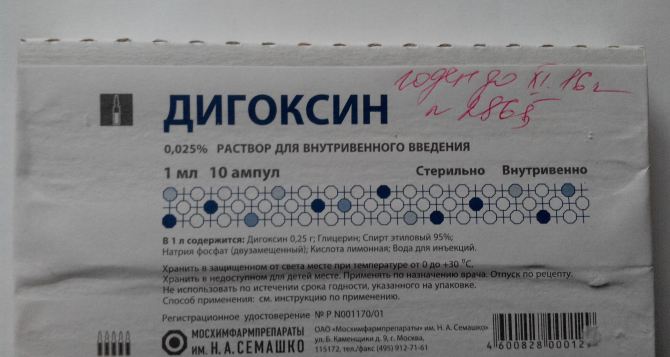 годен до XI.16 г
ДИГОКСИН
0,025% РАСТВОР ДЛЯ ВНУТРИВЕННОГО ВВЕДЕНИЯ
1 мл 10 ампул Стерильно Внутривенно
В 1 л содержится: Дигоксин 0,25 г; Глицерин; Спирт этиловый 95%;
Натрия фосфат (двузамещенный); Кислота лимонная; Вода для инъекций.
Хранить в защищенном от света месте при температуре от 0 до +30 °С.
Хранить в недоступном для детей месте. Применять по назначению врача. Отпуск по рецепту.
Не использовать по истечении срока годности, указанного на упаковке.
Способ применения: см. инструкцию по применению.
Регистрационное удостоверение № Р N001170/01
МОСХИМФАРМПРЕПАРАТЫ
ИМ. Н. А. СЕМАШКО
ОАО «Мосхимфармпрепараты» им. Н. А. Семашко»
ул. Б. Каменщики д. 9, г. Москва,
115172, тел./факс (495) 912-71-61
4 600828 00012